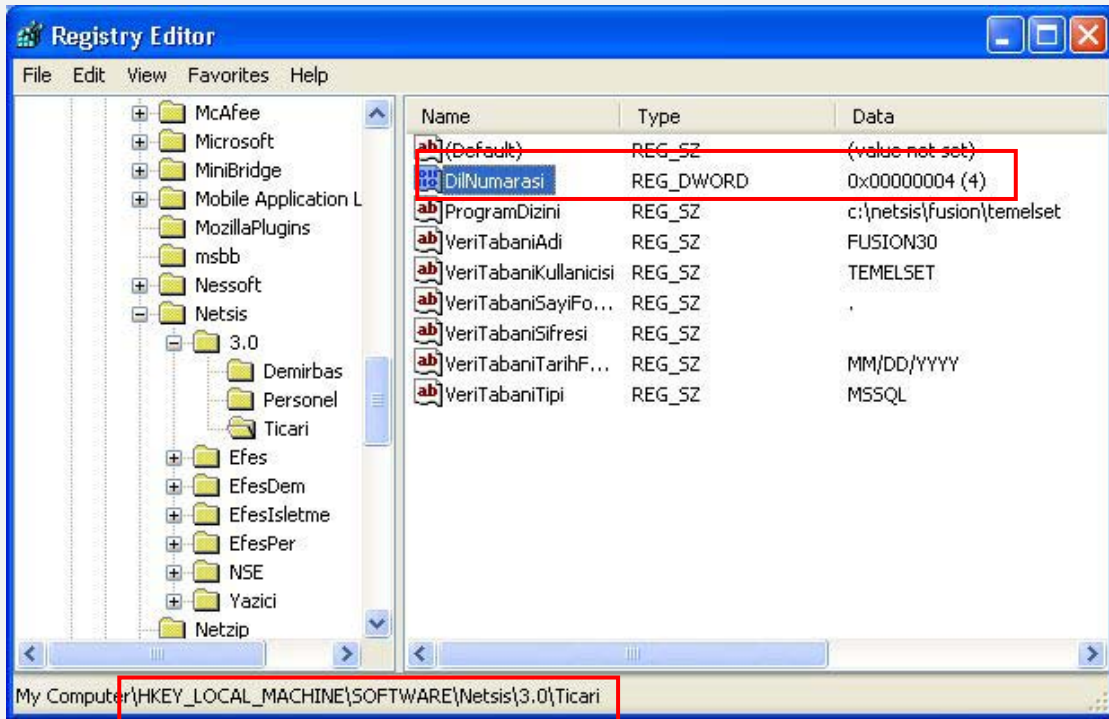 Registry Editor
File Edit View Favorites Help
McAfee
Microsoft
MiniBridge
Mobile Application L
MozillaPlugins
msbb
Nessoft
Netsis
3.0
Demirbas
Personel
Ticari
Efes
EfesDem
EfesIsletme
EfesPer
NSE
Yazici
Netzip
Name Type Data
(Default) REG_SZ (value not set)
DilNumarasi REG_DWORD 0x00000004 (4)
ProgramDizini REG_SZ c:\netsis\fusion\temelset
VeriTabaniAdi REG_SZ FUSION30
VeriTabaniKullanicisi REG_SZ TEMELSET
VeriTabaniSayiFo... REG_SZ .
VeriTabaniSifresi REG_SZ
VeriTabaniTarihF... REG_SZ MM/DD/YYYY
VeriTabaniTipi REG_SZ MSSQL
My Computer\HKEY_LOCAL_MACHINE\SOFTWARE\Netsis\3.0\Ticari